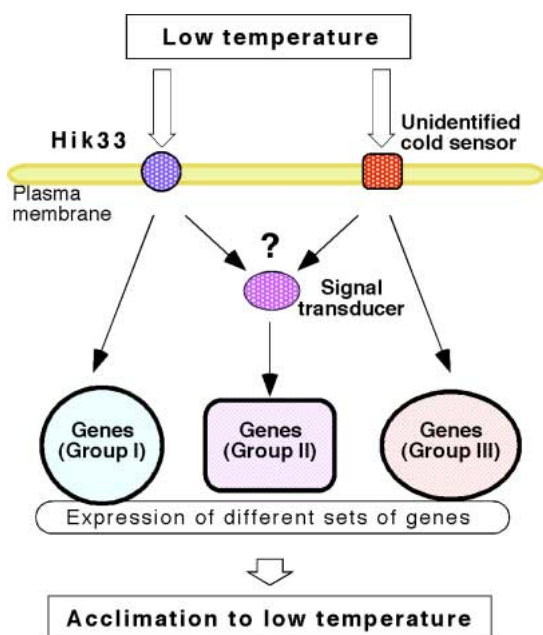 Low temperature
Hik33
Unidentified
cold sensor
Plasma
membrane
?
Signal
transducer
Genes
(Group I)
Genes
(Group II)
Genes
(Group III)
Expression of different sets of genes
Acclimation to low temperature